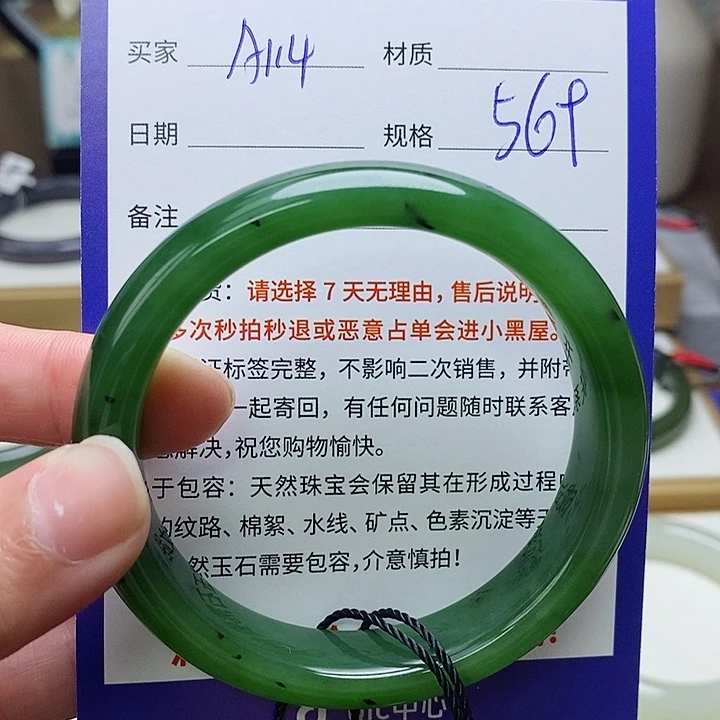 买家 A114 材质
日期 规格 569
备注
货：请选择 7 天无理由，售后说明
多次秒拍秒退或恶意占单会进小黑屋。
证标签完整，不影响二次销售，并附带
一起寄回，有任何问题随时联系客
解决，祝您购物愉快。
于包容：天然珠宝会保留其在形成过程
的纹路、棉絮、水线、矿点、色素沉淀等
然玉石需要包容，介意慎拍！
中心